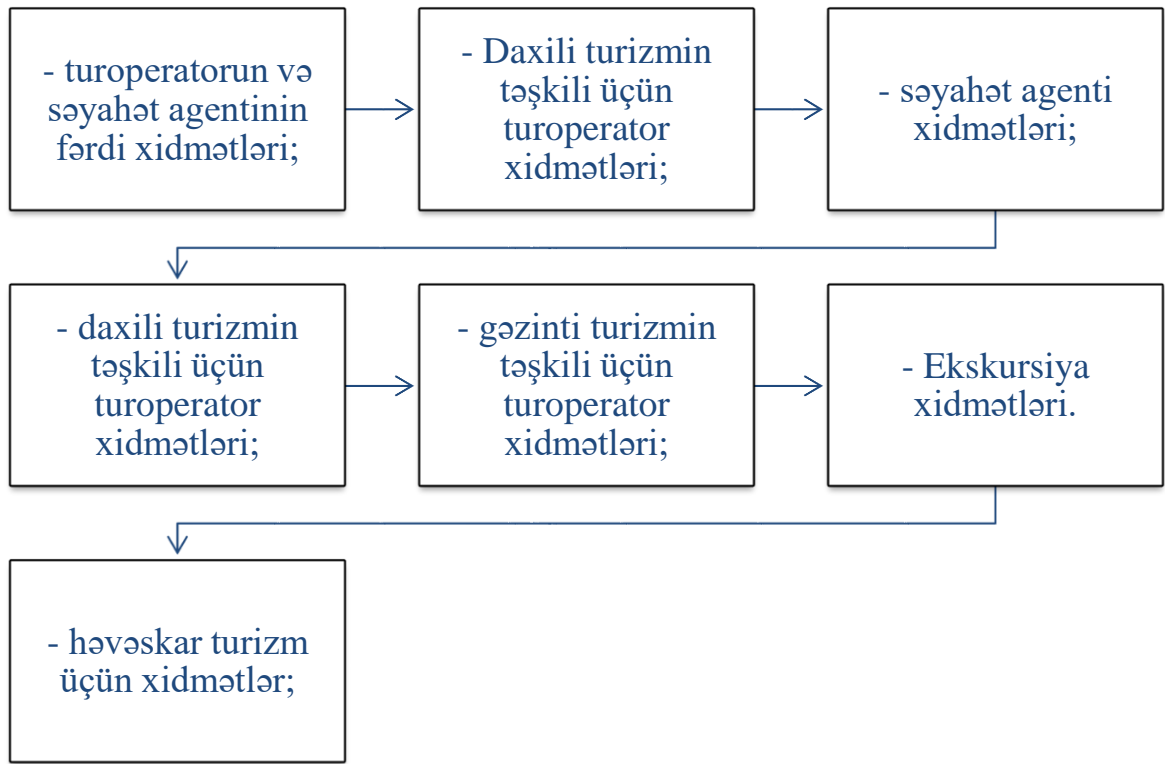 - turoperatorun və
səyahət agentinin
fərdi xidmətləri;
- Daxili turizmin
təşkili üçün
turoperator
xidmətləri;
- səyahət agenti
xidmətləri;
- daxili turizmin
təşkili üçün
turoperator
xidmətləri;
- gəzinti turizmin
təşkili üçün
turoperator
xidmətləri;
- Ekskursiya
xidmətləri.
- həvəskar turizm
üçün xidmətlər;